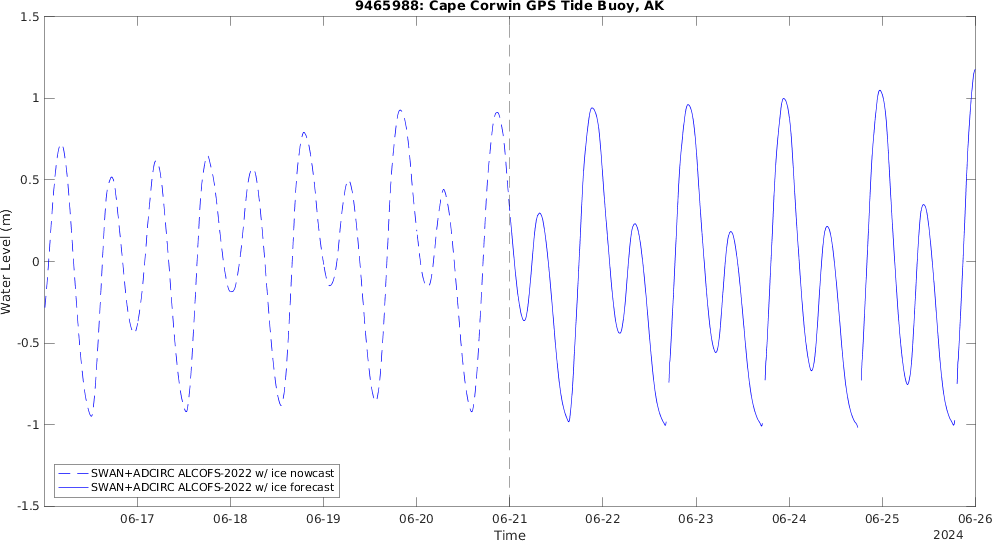 9465988: Cape Corwin GPS Tide Buoy, AK
1.5
1
0.5
0
-0.5
-1
-1.5
Water Level (m)
SWAN+ADCIRC ALCOFS-2022 w/ ice nowcast
SWAN+ADCIRC ALCOFS-2022 w/ ice forecast
06-17 06-18 06-19 06-20 06-21 06-22 06-23 06-24 06-25 06-26
Time
2024